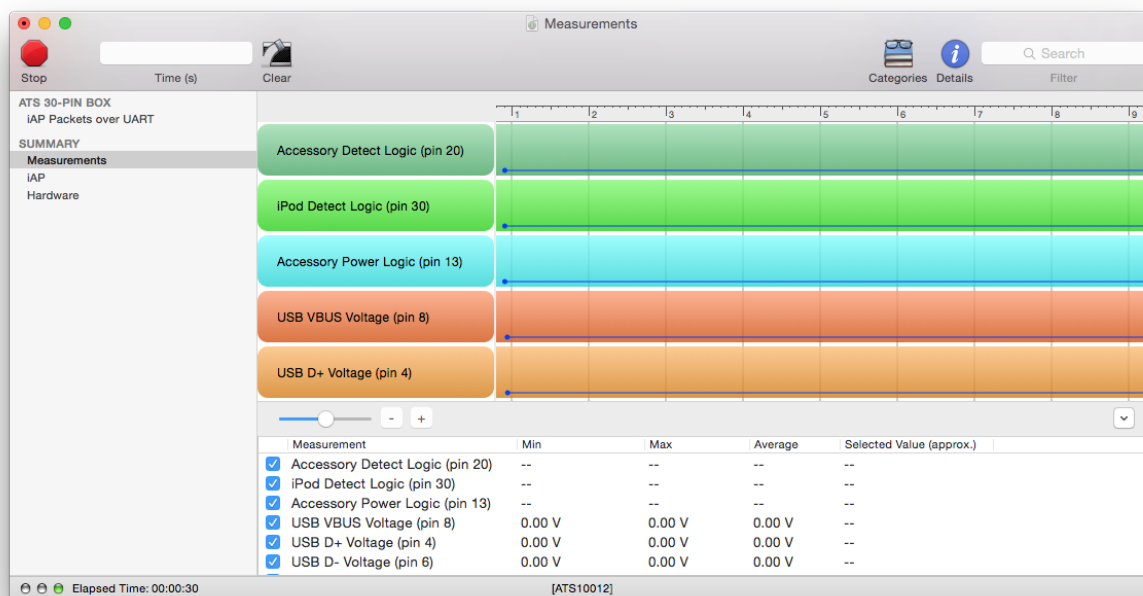 Measurements
Stop
Time (s)
Clear
Categories
Details
Search
Filter
ATS 30-PIN BOX
iAP Packets over UART
SUMMARY
Measurements
iAP
Hardware
1 2 3 4 5 6 7 8 9
Accessory Detect Logic (pin 20)
iPod Detect Logic (pin 30)
Accessory Power Logic (pin 13)
USB VBUS Voltage (pin 8)
USB D+ Voltage (pin 4)
- +
Measurement Min Max Average Selected Value (approx.)
Accessory Detect Logic (pin 20) -- -- -- --
iPod Detect Logic (pin 30) -- -- -- --
Accessory Power Logic (pin 13) -- -- -- --
USB VBUS Voltage (pin 8) 0.00 V 0.00 V 0.00 V --
USB D+ Voltage (pin 4) 0.00 V 0.00 V 0.00 V --
USB D- Voltage (pin 6) 0.00 V 0.00 V 0.00 V --
Elapsed Time: 00:00:30 [ATS10012]